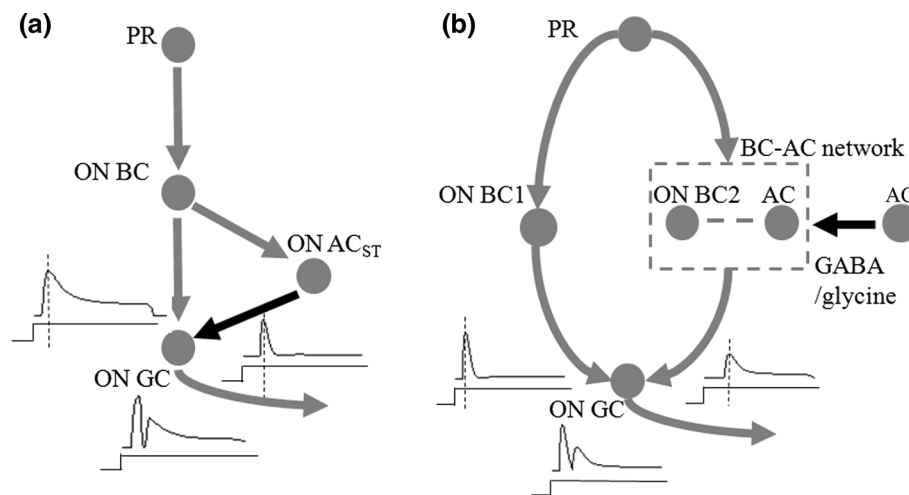 (a)
PR
ON BC
ON AC_ST
ON GC
(b)
PR
BC-AC network
ON BC1
ON BC2
AC
AC
GABA
/glycine
ON GC